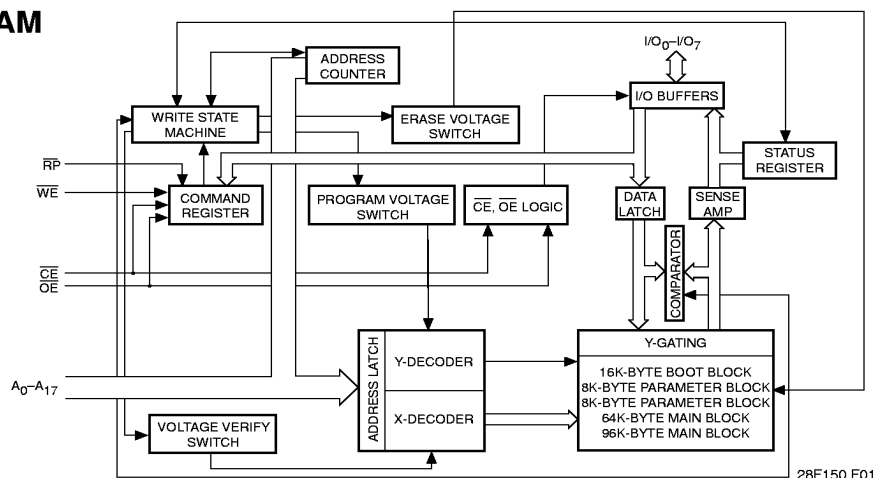 AM
I/O0–I/O7
ADDRESS
COUNTER
I/O BUFFERS
WRITE STATE
MACHINE
ERASE VOLTAGE
SWITCH
STATUS
REGISTER
RP
WE
COMMAND
REGISTER
PROGRAM VOLTAGE
SWITCH
CE, OE LOGIC
DATA
LATCH
SENSE
AMP
COMPARATOR
CE
OE
ADDRESS LATCH
Y-DECODER
X-DECODER
Y-GATING
16K-BYTE BOOT BLOCK
8K-BYTE PARAMETER BLOCK
8K-BYTE PARAMETER BLOCK
64K-BYTE MAIN BLOCK
96K-BYTE MAIN BLOCK
A0–A17
VOLTAGE VERIFY
SWITCH
28F150 F01